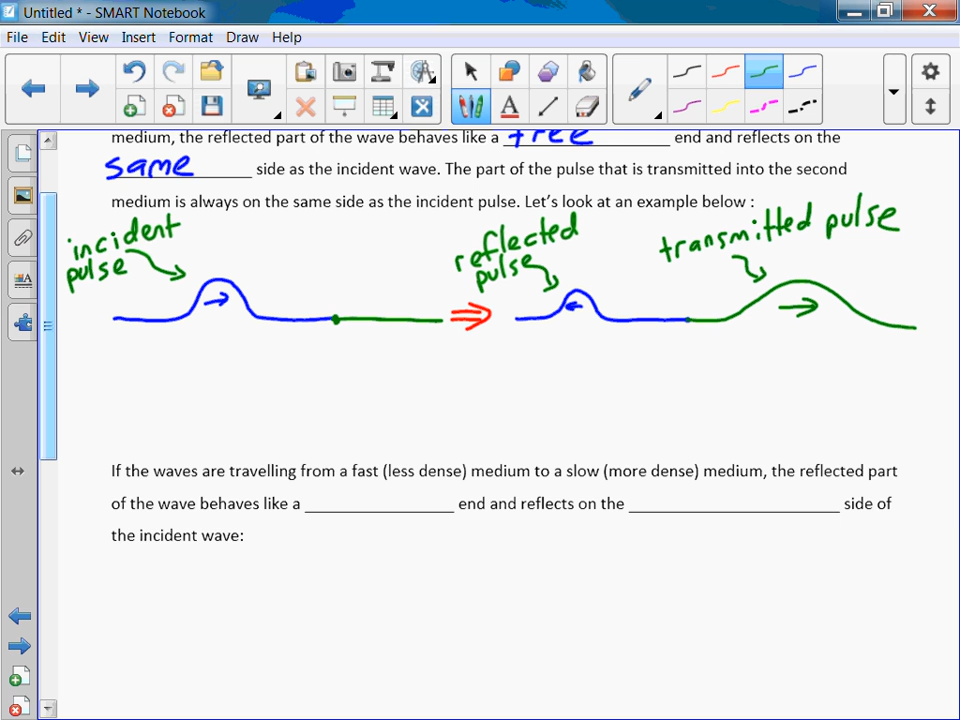 Untitled * - SMART Notebook
File Edit View Insert Format Draw Help
medium, the reflected part of the wave behaves like a free end and reflects on the
same side as the incident wave. The part of the pulse that is transmitted into the second
medium is always on the same side as the incident pulse. Let's look at an example below :
incident
pulse
reflected
pulse
transmitted pulse
If the waves are travelling from a fast (less dense) medium to a slow (more dense) medium, the reflected part
of the wave behaves like a ________________ end and reflects on the ______________________ side of
the incident wave: